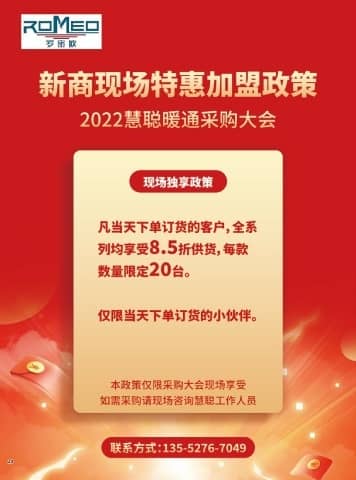 ROMEO
罗密欧
新商现场特惠加盟政策
2022慧聪暖通采购大会
现场独享政策
凡当天下单订货的客户,全系
列均享受8.5折供货,每款
数量限定20台。
仅限当天下单订货的小伙伴。
本政策仅限采购大会现场享受
如需采购请现场咨询慧聪工作人员
联系方式:135-5276-7049